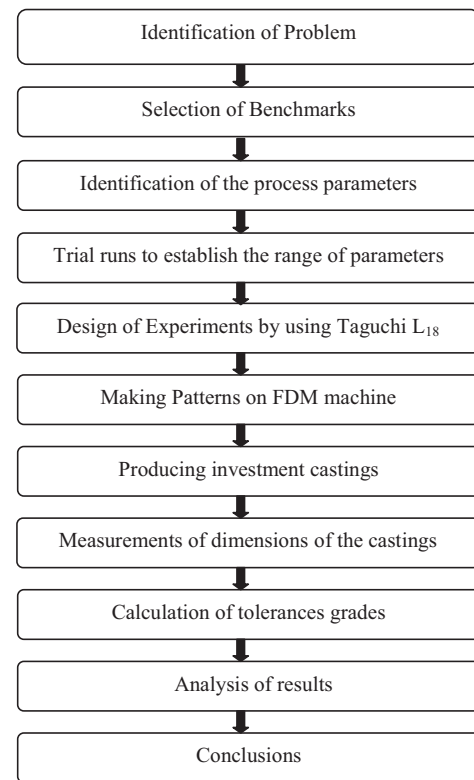 Identification of Problem
Selection of Benchmarks
Identification of the process parameters
Trial runs to establish the range of parameters
Design of Experiments by using Taguchi L₁₈
Making Patterns on FDM machine
Producing investment castings
Measurements of dimensions of the castings
Calculation of tolerances grades
Analysis of results
Conclusions